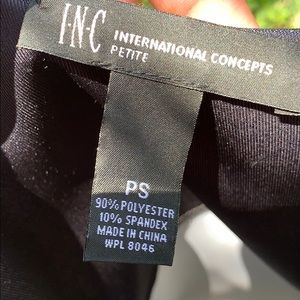 I·N·C INTERNATIONAL CONCEPTS
PETITE
PS
90% POLYESTER
10% SPANDEX
MADE IN CHINA
WPL 8046